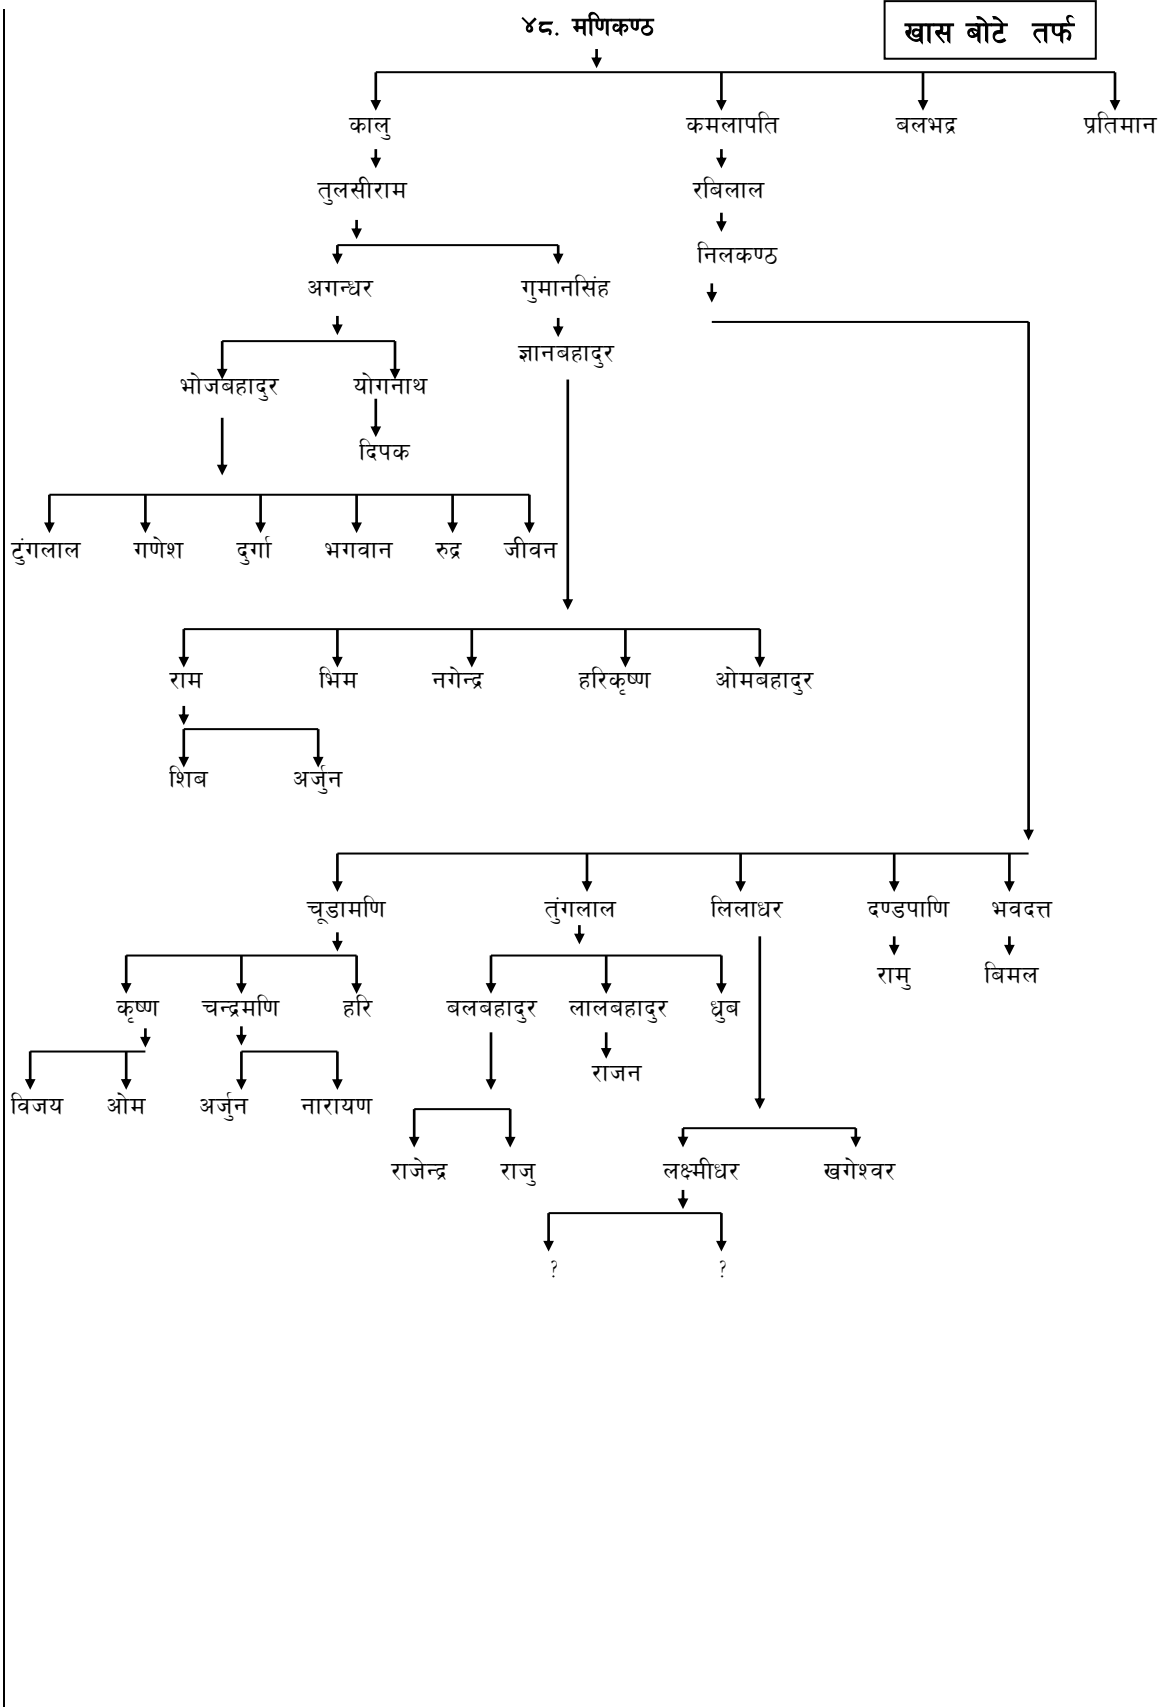 ४८. मणिकण्ठ
खास बोटे तर्फ
कालु कमलापति बलभद्र प्रतिमान
तुलसीराम रबिलाल
निलकण्ठ
अगन्धर गुमानसिंह
ज्ञानबहादुर
भोजबहादुर योगनाथ
दिपक
टुंगलाल गणेश दुर्गा भगवान रुद्र जीवन
राम भिम नगेन्द्र हरिकृष्ण ओमबहादुर
शिब अर्जुन
चूडामणि तुंगलाल लिलाधर दण्डपाणि भवदत्त
रामु बिमल
कृष्ण चन्द्रमणि हरि बलबहादुर लालबहादुर ध्रुब
राजन
विजय ओम अर्जुन नारायण
राजेन्द्र राजु लक्ष्मीधर खगेश्वर
? ?